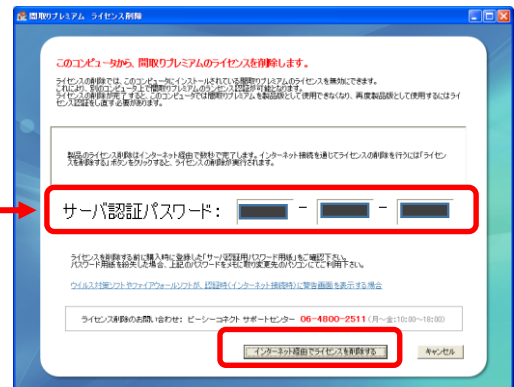 間取りプレミアム ライセンス削除
このコンピュータから、間取りプレミアムのライセンスを削除します。
ライセンスの削除では、このコンピュータにインストールされている間取りプレミアムのライセンスを無効にできます。
これにより、別のコンピュータ上で間取りプレミアムのライセンス認証が可能となります。
ライセンスの削除が完了すると、このコンピュータでは間取りプレミアムを製品版として使用できなくなり、再度製品版として使用するにはライ
センス認証をし直す必要があります。
製品のライセンス削除はインターネット経由で数秒で完了します。インターネット接続を通じてライセンスの削除を行うには「ライセン
スを削除する」ボタンをクリックすると、ライセンスの削除が実行されます。
サーバ認証パスワード: - -
ライセンスを削除する前に購入時に登録した「サーバ認証用パスワード用紙」をご確認下さい。
パスワード用紙を紛失した場合、上記のパスワードをメモに取り変更先のパソコンにてご利用下さい。
ウイルス対策ソフトやファイアウォールソフトが、認証時(インターネット接続時)に警告画面を表示する場合
ライセンス削除のお問い合わせ: ピーシーコネクト サポートセンター 06-4800-2511 (月～金:10:00～18:00)
インターネット経由でライセンスを削除する キャンセル